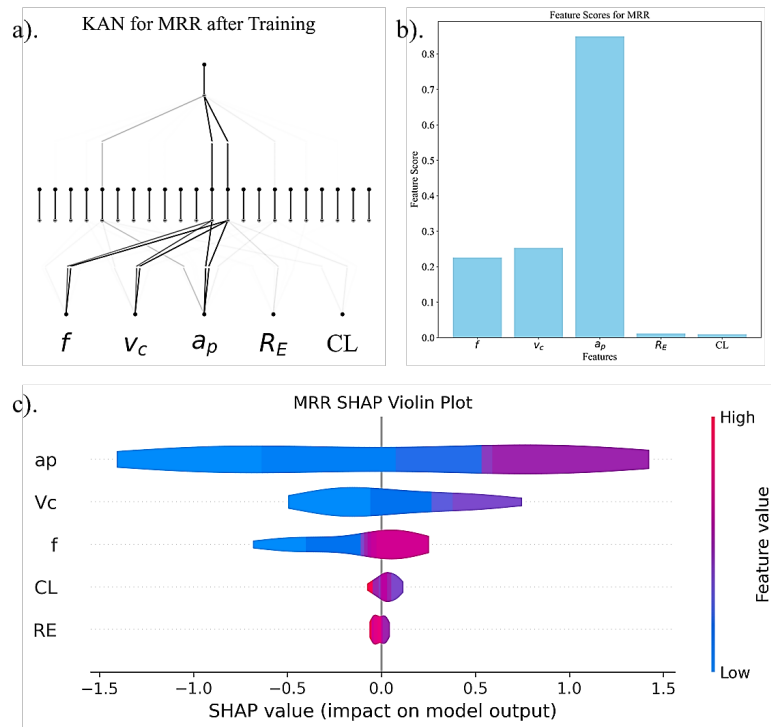 a).
KAN for MRR after Training
f v_c a_p R_E CL
b).
Feature Scores for MRR
Feature Score
0.8
0.7
0.6
0.5
0.4
0.3
0.2
0.1
0.0
f v_c a_p R_E CL
Features
c).
MRR SHAP Violin Plot
ap
Vc
f
CL
RE
−1.5 −1.0 −0.5 0.0 0.5 1.0 1.5
SHAP value (impact on model output)
High
Feature value
Low